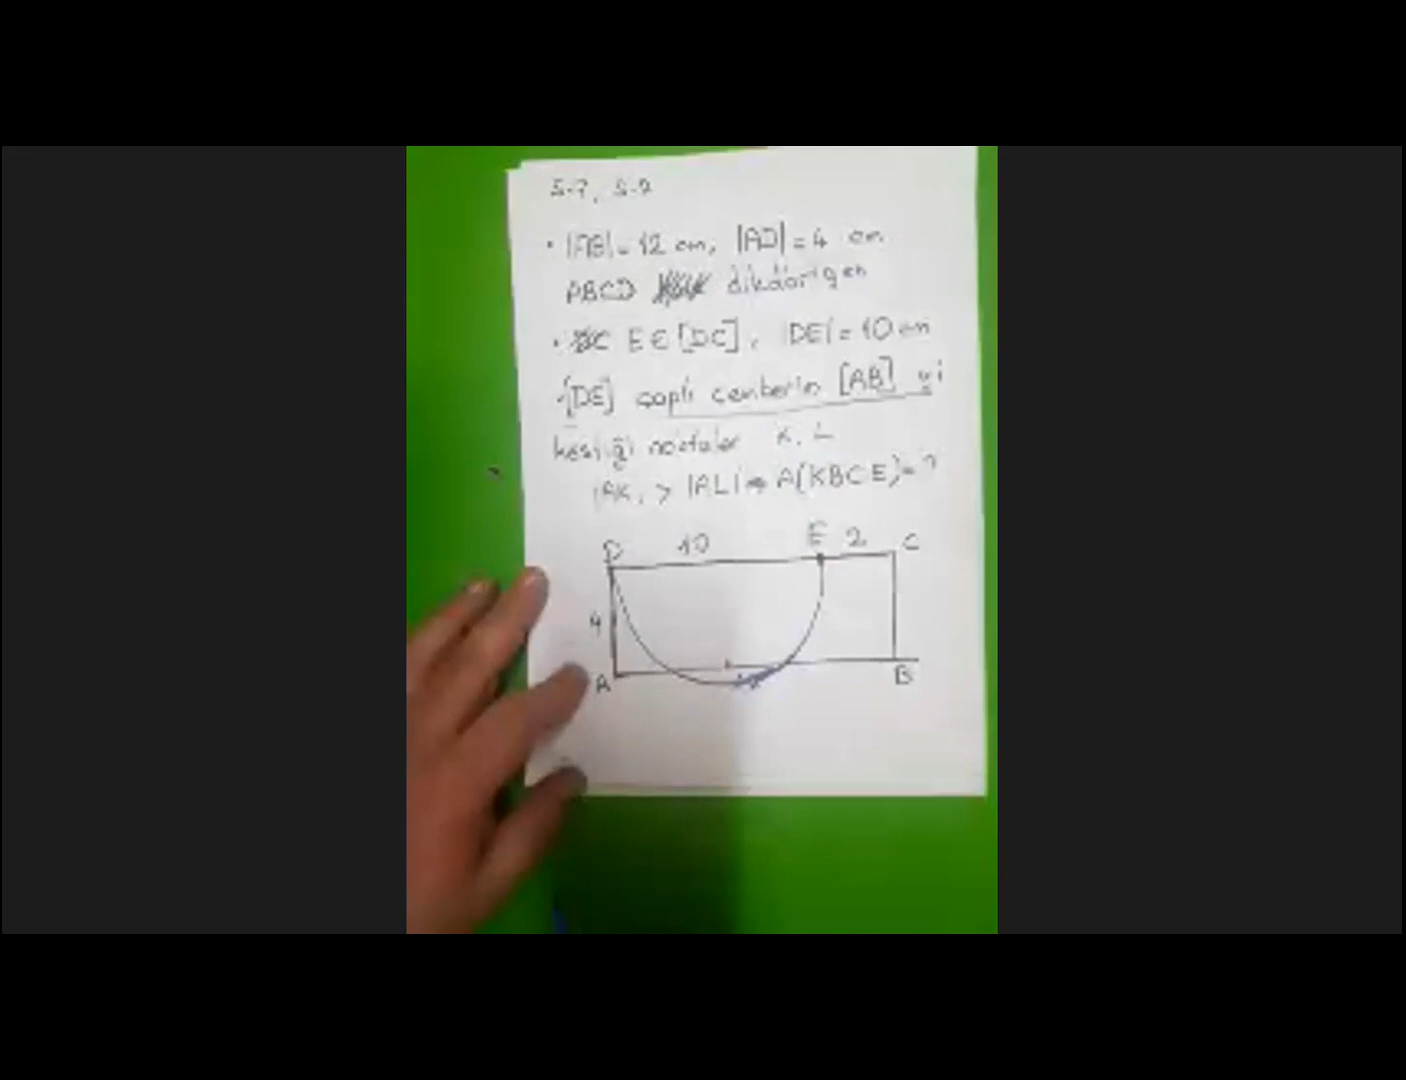 |AB| = 12 cm, |AD| = 4 cm
ABCD dikdörtgen
E ∈ [DC], |DE| = 10 cm
[DE] çaplı çemberin [AB] yi
kestiği noktalar K, L
|AK| > |AL| ⇒ A(KBCE) = ?
D 10 E 2 C
4
A B